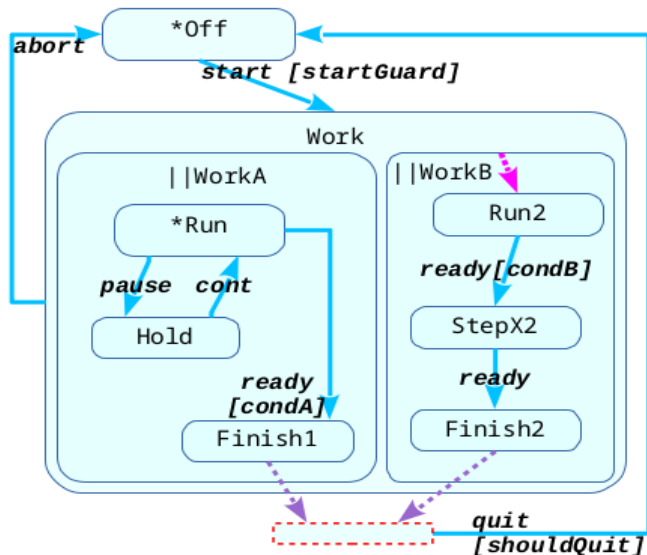 *Off
abort
start [startGuard]
Work
||WorkA
||WorkB
*Run
Run2
pause cont
ready[condB]
Hold
StepX2
ready
[condA]
ready
Finish1
Finish2
quit
[shouldQuit]